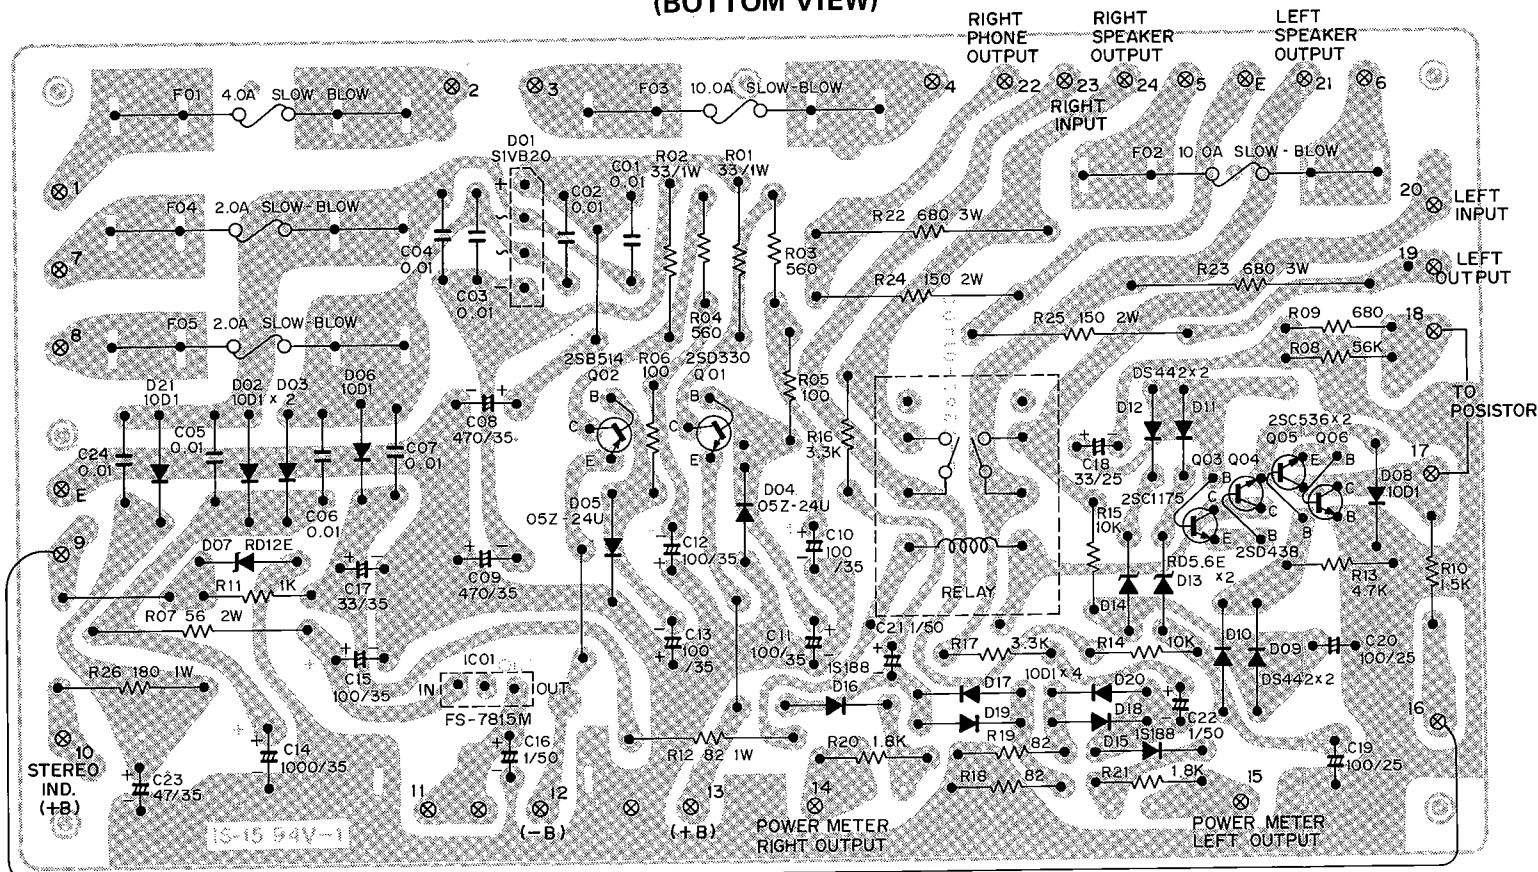 (BOTTOM VIEW)
RIGHT PHONE OUTPUT
RIGHT SPEAKER OUTPUT
LEFT SPEAKER OUTPUT
F01 4.0A SLOW BLOW
2
3
F03 10.0A SLOW-BLOW
4
22
23
24
5
E
21
6
RIGHT INPUT
D01
S1VB20
C01
0.01
R02
33/1W
R01
33/1W
F02 10.0A SLOW-BLOW
1
20
LEFT INPUT
C02
0.01
F04 2.0A SLOW-BLOW
R22 680 3W
C04
0.01
7
R03
560
19
LEFT OUTPUT
R23 680 3W
R24 150 2W
C03
0.01
R04
560
R25 150 2W
R09 680
18
F05 2.0A SLOW-BLOW
8
R08 56K
2SB514
Q02
R06
100
2SD330
Q01
R05
100
D21
10D1
D02 D03
10D1 x 2
D06
10D1
DS442x2
D12
D11
TO POSISTOR
B
C
E
B
C
E
C08
470/35
2SC536x2
Q05
Q06
R16
3.3K
C24
0.01
C05
0.01
C07
0.01
C18
33/25
Q03
Q04
17
D08
10D1
E
D05
05Z-24U
D04
05Z-24U
2SC1175
C06
0.01
R15
10K
9
D07 RD12E
C12
100/35
C10
100
/35
2SD438
RD5.6E x2
D13
C17
33/35
C09
470/35
R11 1K
RELAY
R13
4.7K
R10
1.5K
D14
R07 56 2W
C13
100
/35
C11
100/35
C21 1/50
R17 3.3K
R14 10K
D10
D09
C20
100/25
C15
100/35
IC01
IN
OUT
1S188
D16
10D1x4
D17
D20
DS442x2
R26 180 1W
FS-7815M
D19
D18
C22
1/50
16
10
STEREO IND. (+B)
C14
1000/35
C16
1/50
R12 82 1W
R20 1.8K
R19 82
D15
1S188
C19
100/25
C23
47/35
R18 82
R21 1.8K
15
11
12
(-B)
13
(+B)
14
POWER METER
RIGHT OUTPUT
POWER METER
LEFT OUTPUT
IS-15 94V-1